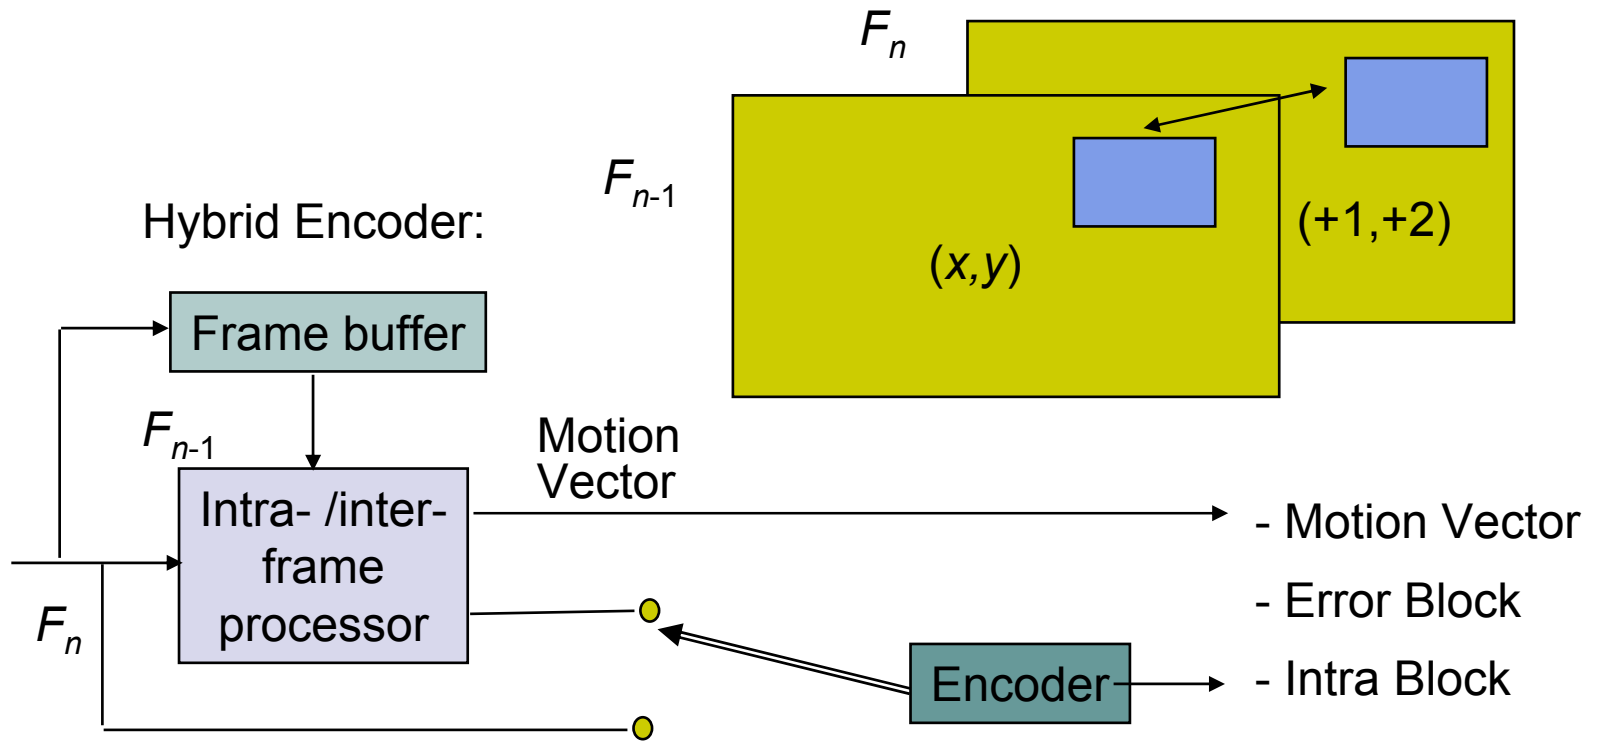 Fn
Fn-1
(+1,+2)
(x,y)
Hybrid Encoder:
Frame buffer
Fn-1
Motion
Vector
Intra- /inter-
frame
processor
Fn
Encoder
- Motion Vector
- Error Block
- Intra Block